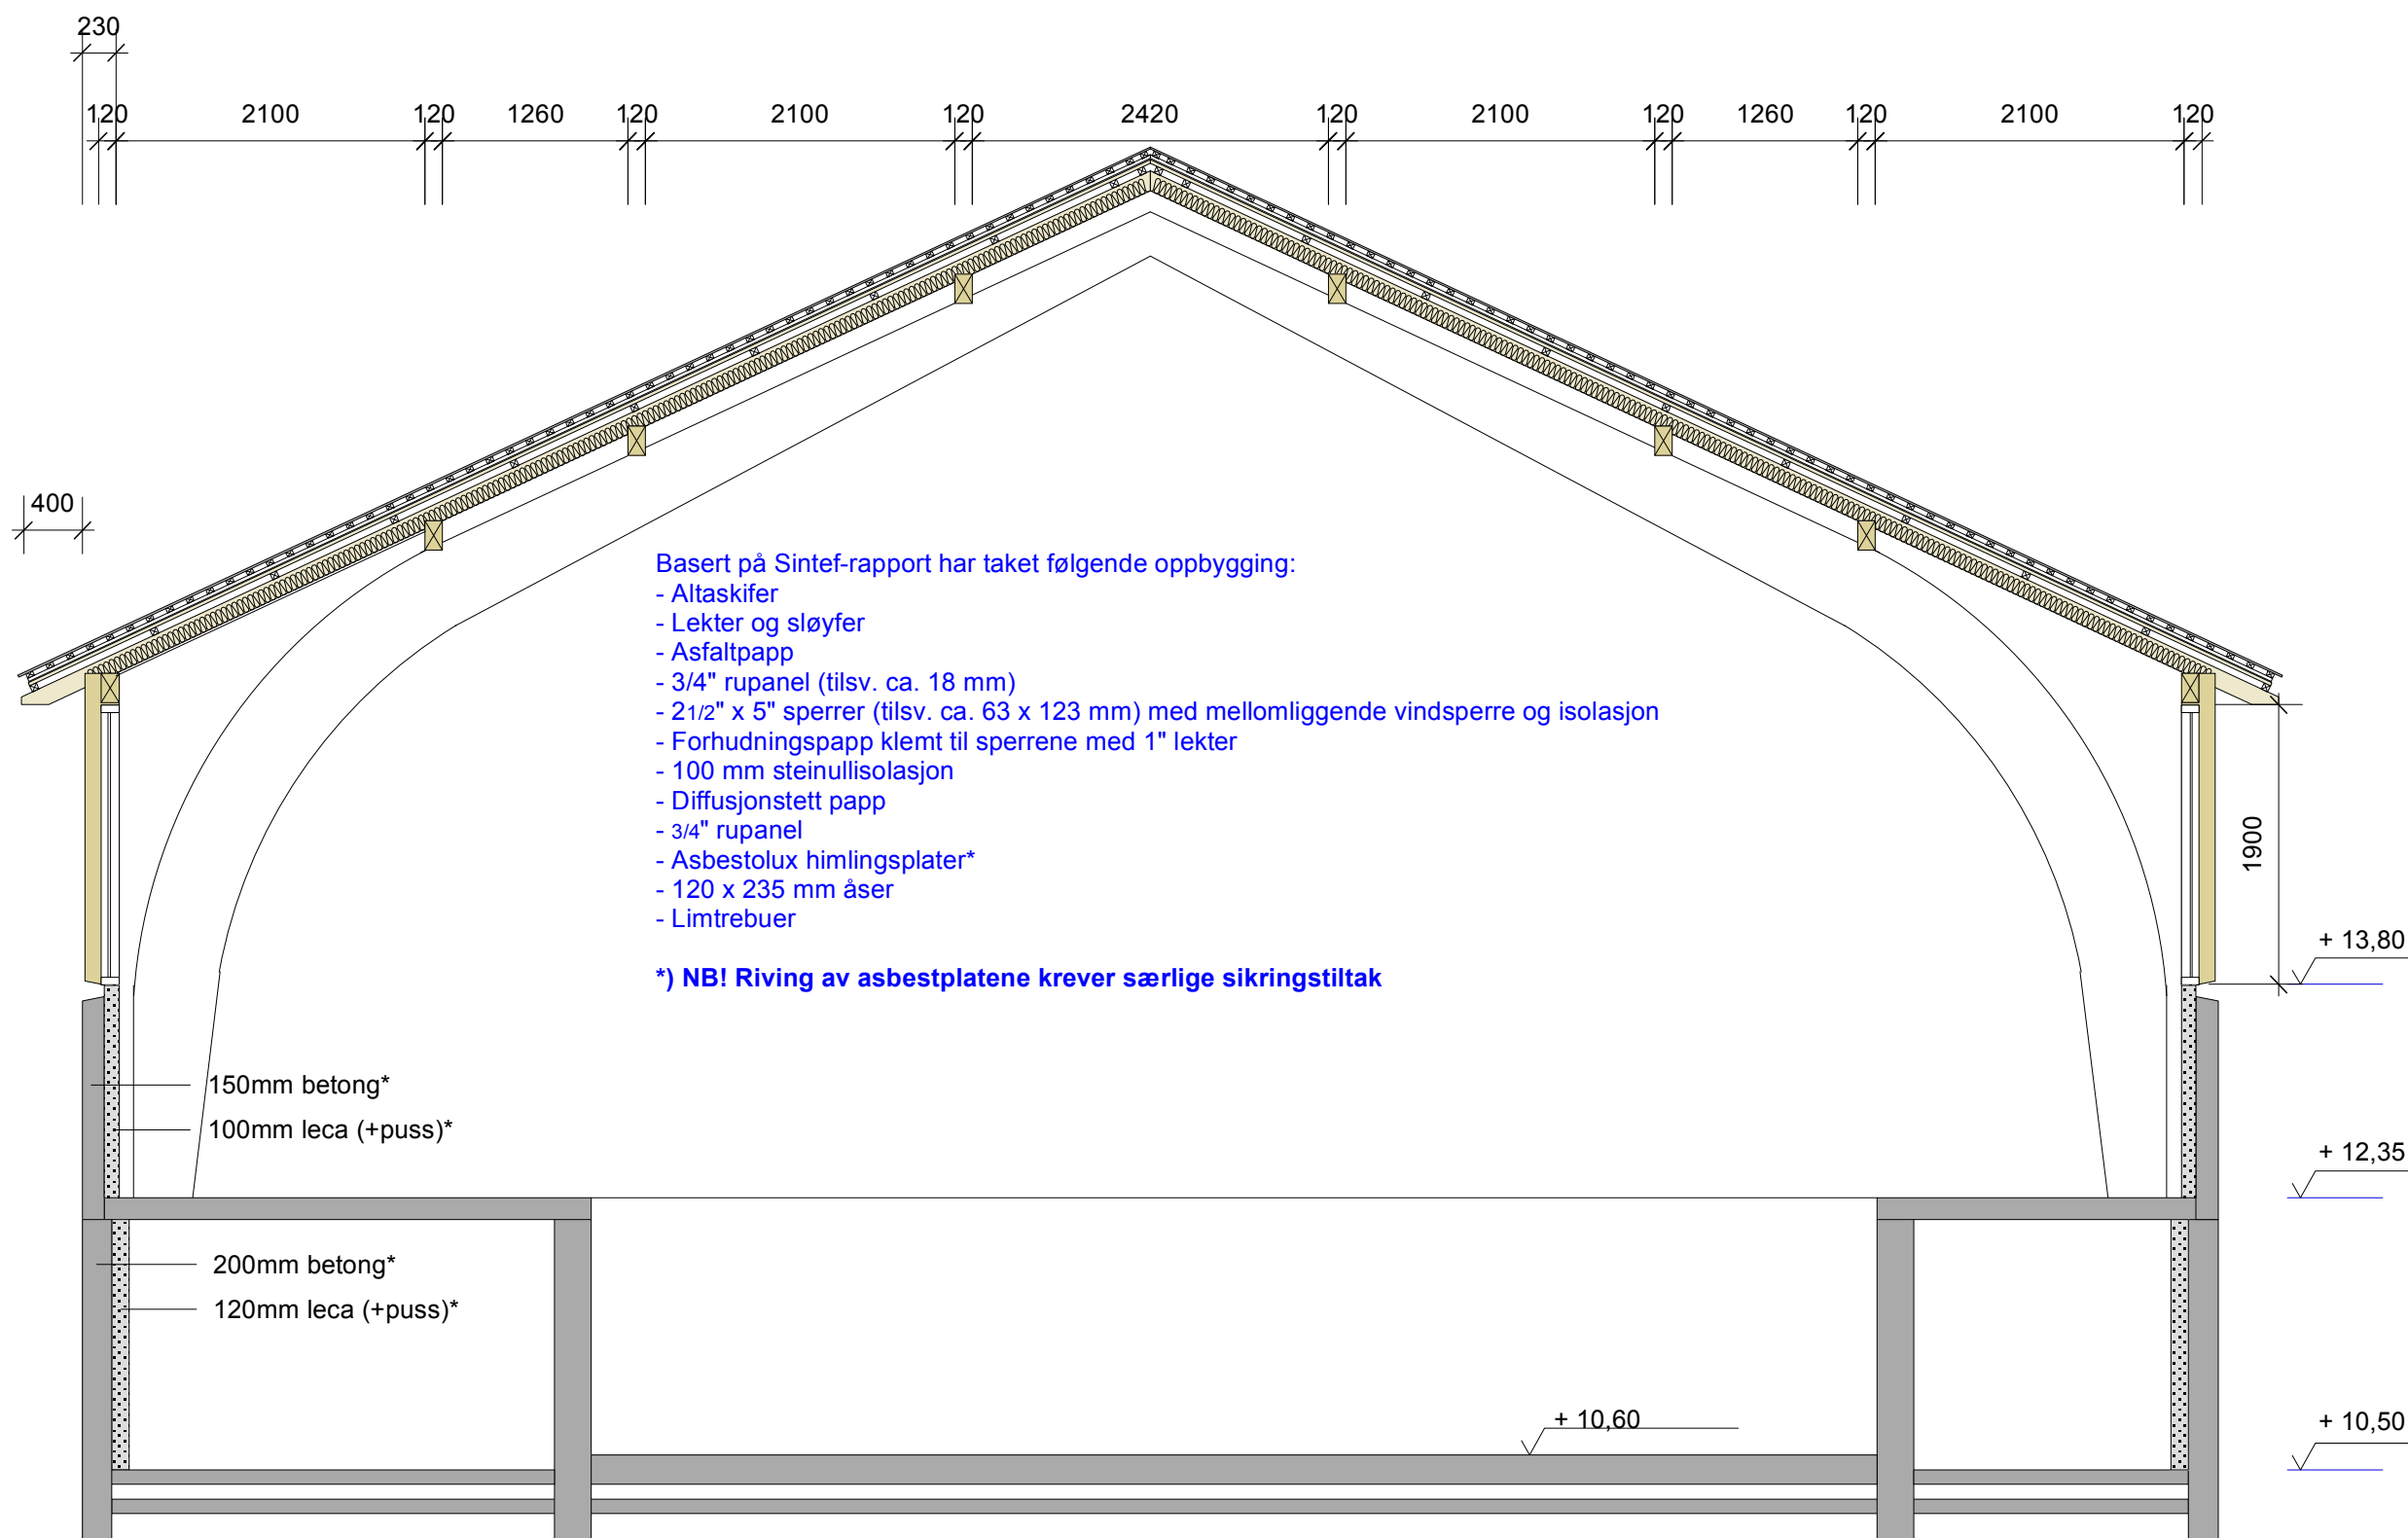 230
120 2100 120 1260 120 2100 120 2420 120 2100 120 1260 120 2100 120
400
Basert på Sintef-rapport har taket følgende oppbygging:
- Altaskifer
- Lekter og sløyfer
- Asfaltpapp
- 3/4" rupanel (tilsv. ca. 18 mm)
- 21/2" x 5" sperrer (tilsv. ca. 63 x 123 mm) med mellomliggende vindsperre og isolasjon
- Forhudningspapp klemt til sperrene med 1" lekter
- 100 mm steinullisolasjon
- Diffusjonstett papp
- 3/4" rupanel
- Asbestolux himlingsplater*
- 120 x 235 mm åser
- Limtrebuer
*) NB! Riving av asbestplatene krever særlige sikringstiltak
1900
+ 13,80
150mm betong*
100mm leca (+puss)*
+ 12,35
200mm betong*
120mm leca (+puss)*
+ 10,60
+ 10,50